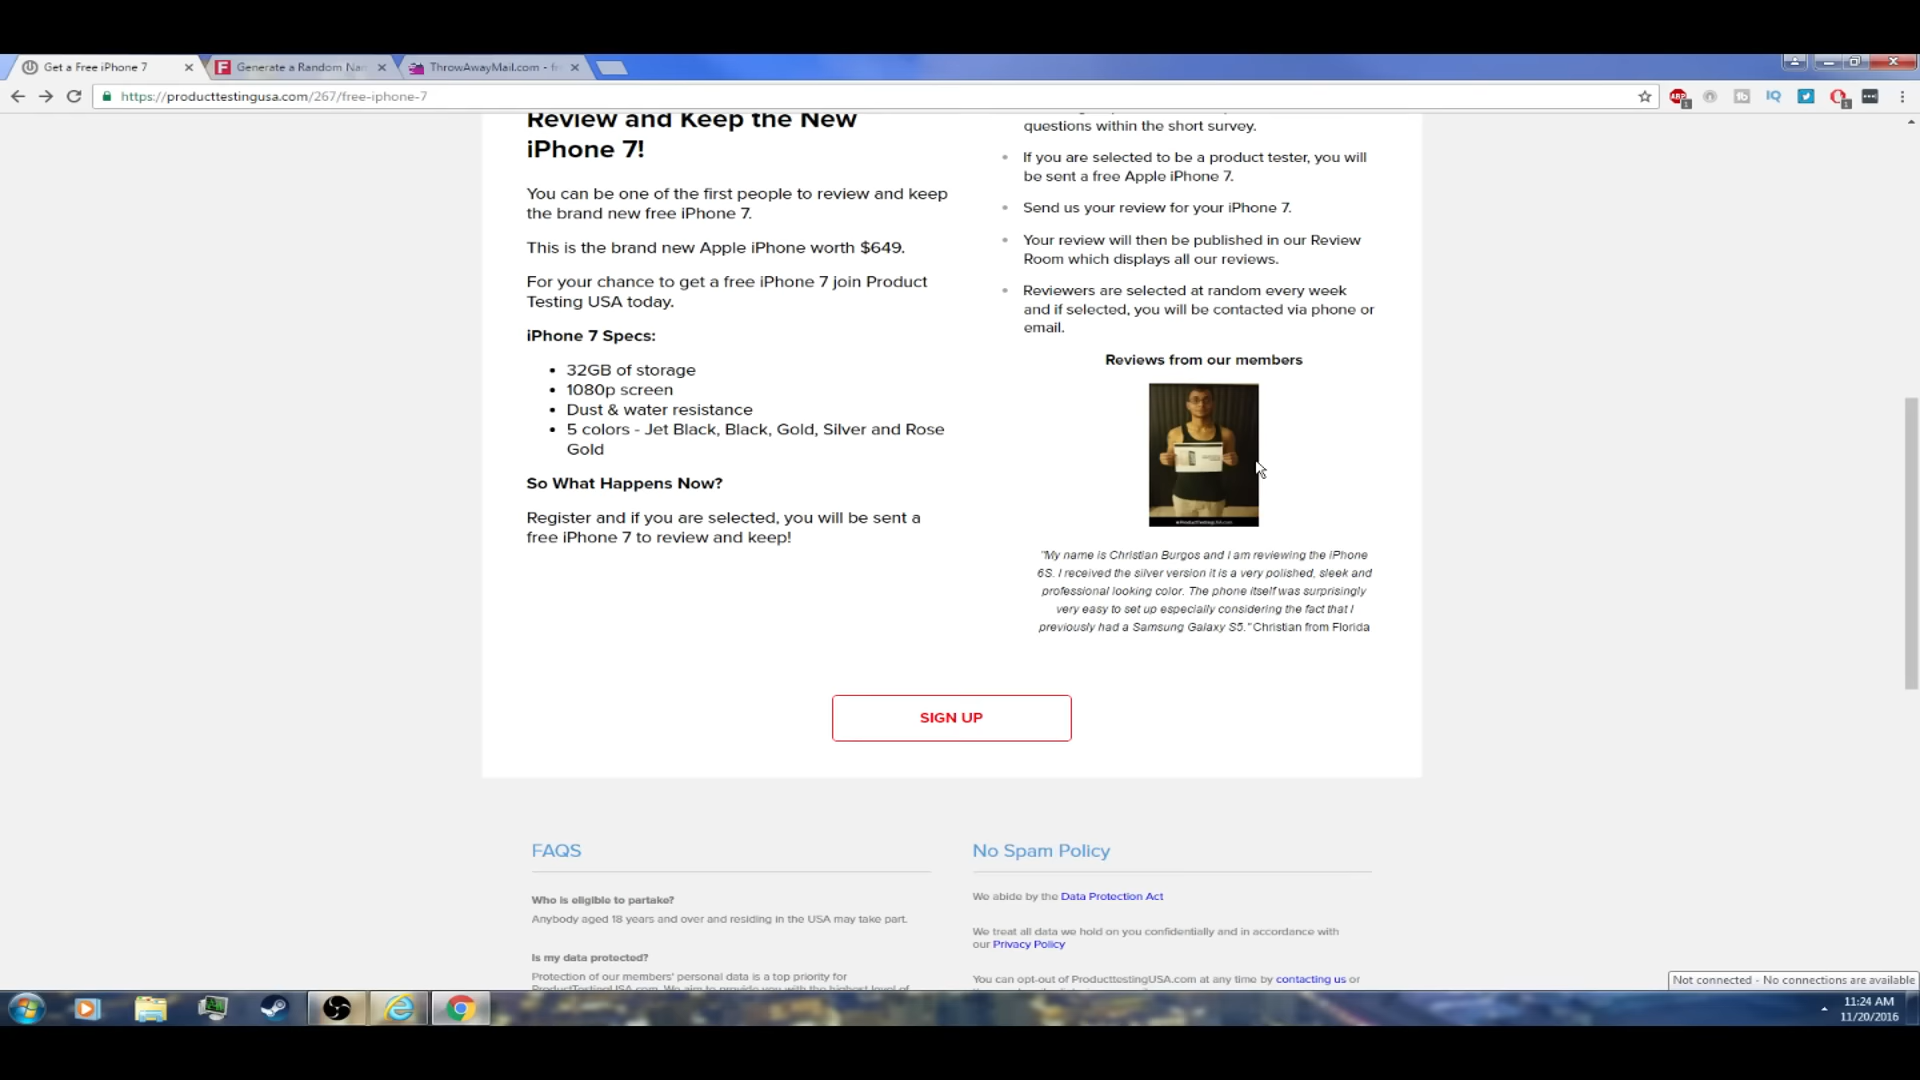 Get a Free iPhone 7
Generate a Random Na
ThrowAwayMail.com - fr
https://producttestingusa.com/267/free-iphone-7
Review and Keep the New
iPhone 7!
You can be one of the first people to review and keep
the brand new free iPhone 7.
This is the brand new Apple iPhone worth $649.
For your chance to get a free iPhone 7 join Product
Testing USA today.
iPhone 7 Specs:
• 32GB of storage
• 1080p screen
• Dust & water resistance
• 5 colors - Jet Black, Black, Gold, Silver and Rose
Gold
So What Happens Now?
Register and if you are selected, you will be sent a
free iPhone 7 to review and keep!
questions within the short survey.
• If you are selected to be a product tester, you will
be sent a free Apple iPhone 7.
• Send us your review for your iPhone 7.
• Your review will then be published in our Review
Room which displays all our reviews.
• Reviewers are selected at random every week
and if selected, you will be contacted via phone or
email.
Reviews from our members
"My name is Christian Burgos and I am reviewing the iPhone
6S. I received the silver version it is a very polished, sleek and
professional looking color. The phone itself was surprisingly
very easy to set up especially considering the fact that I
previously had a Samsung Galaxy S5." Christian from Florida
SIGN UP
FAQS
Who is eligible to partake?
Anybody aged 18 years and over and residing in the USA may take part.
Is my data protected?
Protection of our members' personal data is a top priority for
ProductTestingUSA.com. We aim to provide you with the highest level of
No Spam Policy
We abide by the Data Protection Act
We treat all data we hold on you confidentially and in accordance with
our Privacy Policy
You can opt-out of ProducttestingUSA.com at any time by contacting us or
Not connected - No connections are available
11:24 AM
11/20/2016